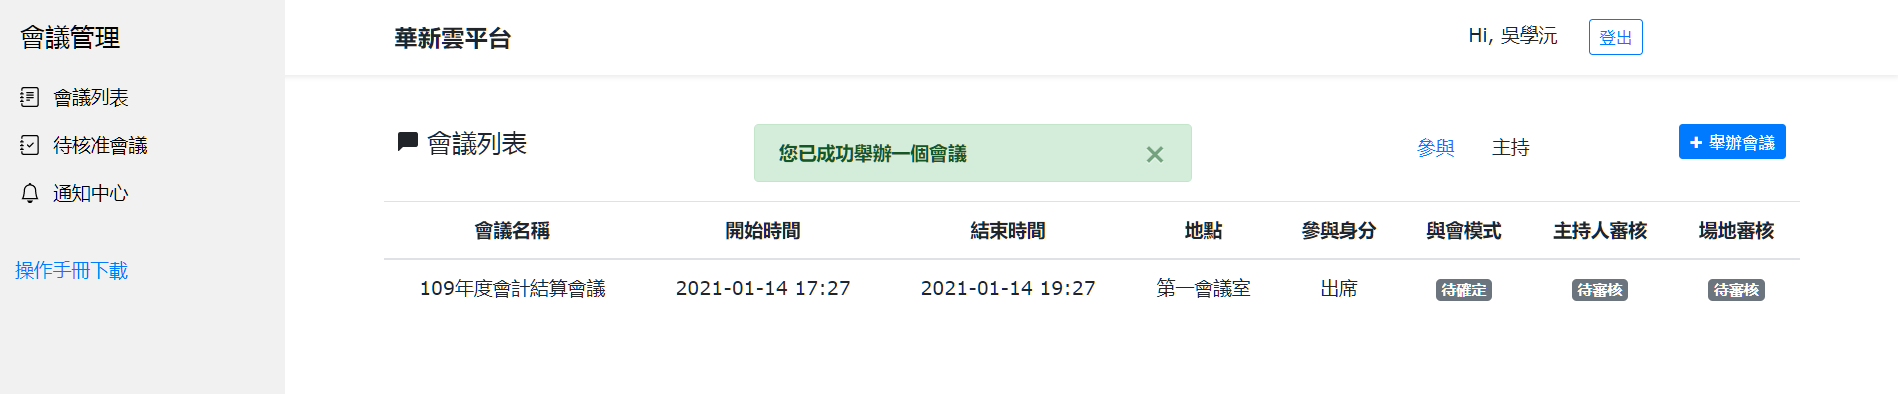 會議管理
會議列表
待核准會議
通知中心
操作手冊下載
華新雲平台
Hi, 吳學沅
登出
會議列表
您已成功舉辦一個會議
×
參與
主持
+ 舉辦會議
會議名稱 開始時間 結束時間 地點 參與身分 與會模式 主持人審核 場地審核
109年度會計結算會議 2021-01-14 17:27 2021-01-14 19:27 第一會議室 出席 待確定 待審核 待審核